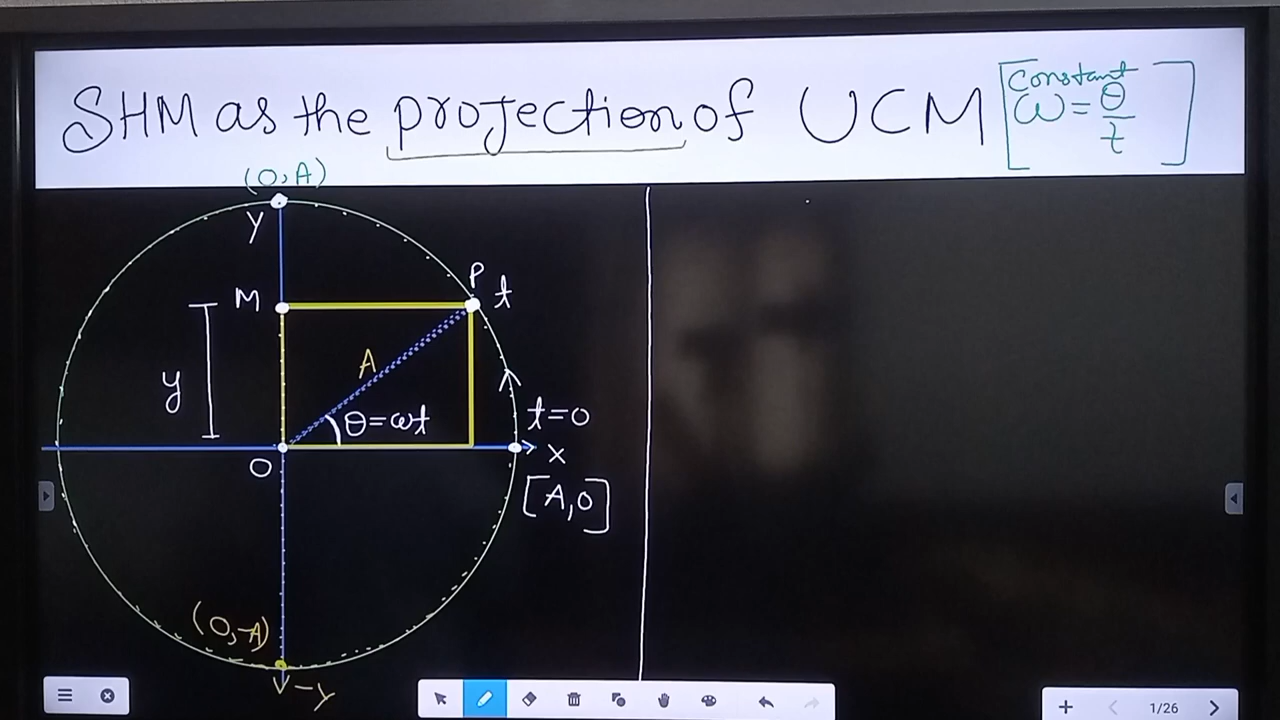 SHM as the projection of UCM [Constant ω = θ/t]
(0,A)
Y
M
P
t
A
y
θ=ωt
t=0
O
X
[A,0]
(0,-A)
-Y
1/26